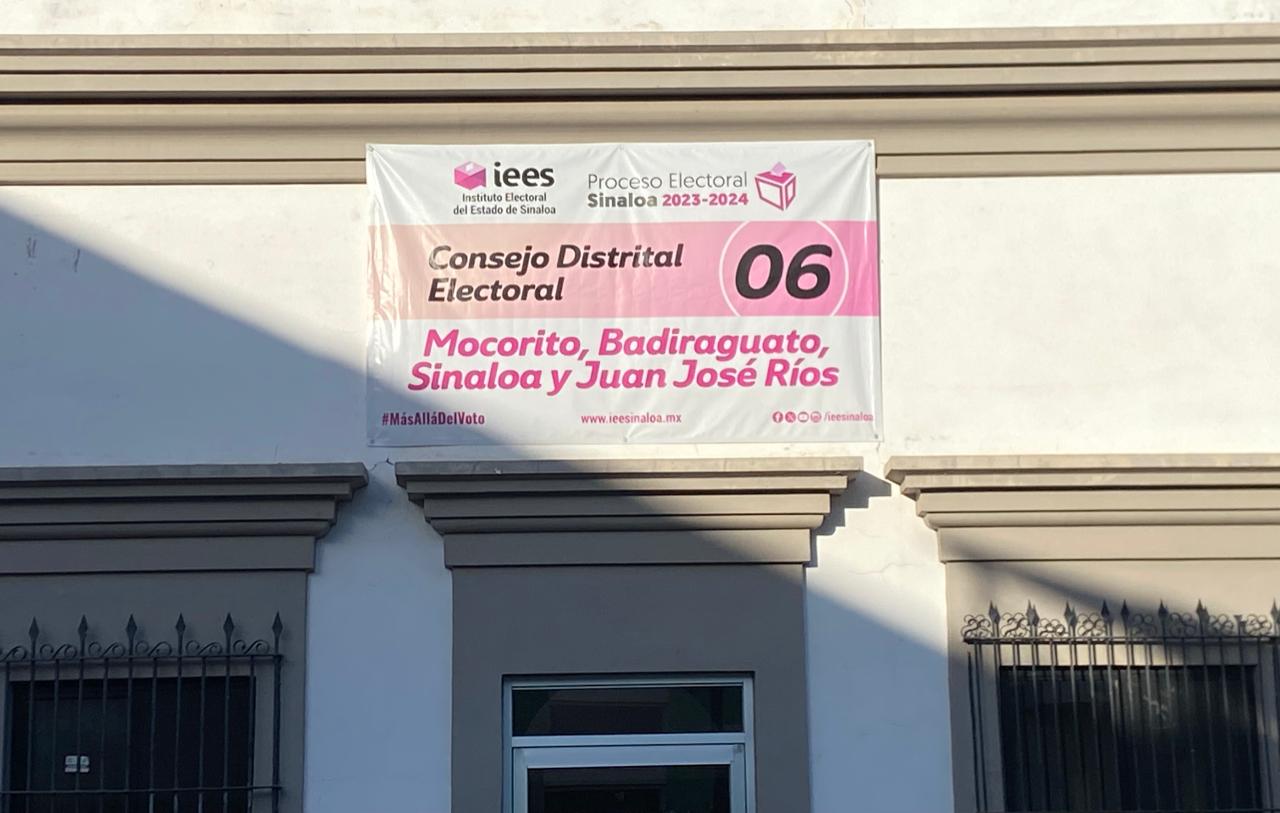 iees
Instituto Electoral
del Estado de Sinaloa
Proceso Electoral
Sinaloa 2023-2024
Consejo Distrital
Electoral
06
Mocorito, Badiraguato,
Sinaloa y Juan José Ríos
#MásAlláDelVoto
www.ieesinaloa.mx
/ieesinaloa